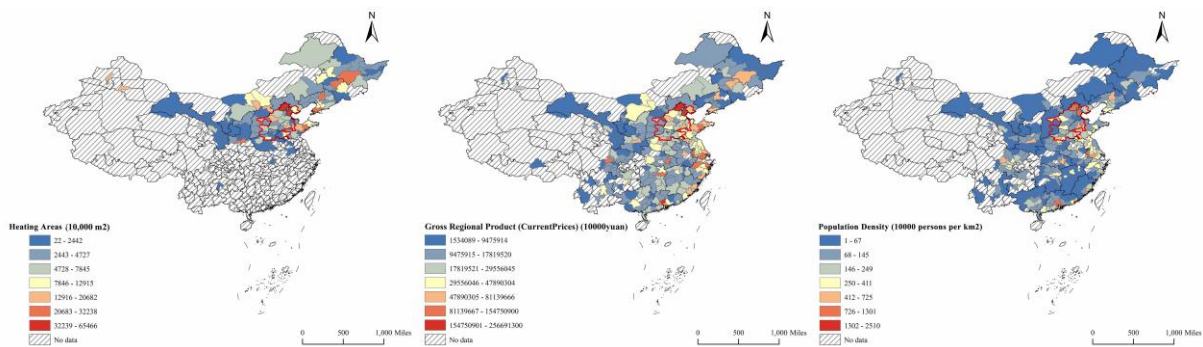 N
Heating Areas (10,000 m2)
22 - 2442
2443 - 4727
4728 - 7845
7846 - 12915
12916 - 20682
20683 - 32238
32239 - 65466
No data
0 500 1,000 Miles
N
Gross Regional Product (CurrentPrices) (10000yuan)
1534089 - 9475914
9475915 - 17819520
17819521 - 29556045
29556046 - 47890304
47890305 - 81139666
81139667 - 154750900
154750901 - 256691300
No data
0 500 1,000 Miles
N
Population Density (10000 persons per km2)
1 - 67
68 - 145
146 - 249
250 - 411
412 - 725
726 - 1301
1302 - 2510
No data
0 500 1,000 Miles